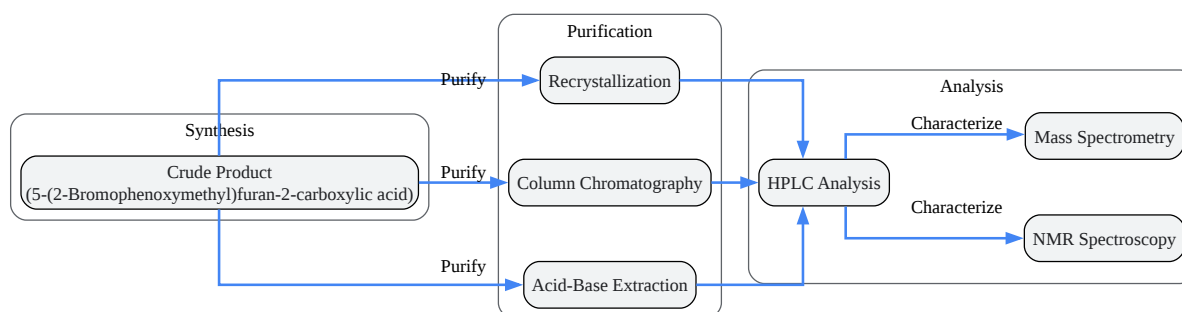 Synthesis
Crude Product
(5-(2-Bromophenoxymethyl)furan-2-carboxylic acid)
Purify
Purify
Purify
Purification
Recrystallization
Column Chromatography
Acid-Base Extraction
Analysis
HPLC Analysis
Characterize
Characterize
Mass Spectrometry
NMR Spectroscopy